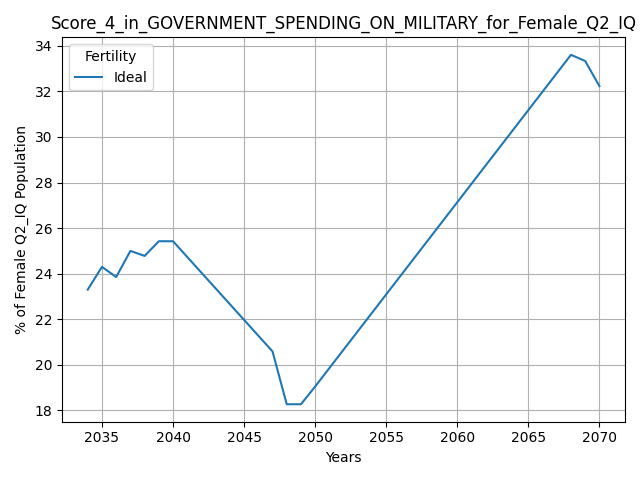 Score_4_in_GOVERNMENT_SPENDING_ON_MILITARY_for_Female_Q2_IQ
Fertility
Ideal
% of Female Q2_IQ Population
34
32
30
28
26
24
22
20
18
2035 2040 2045 2050 2055 2060 2065 2070
Years